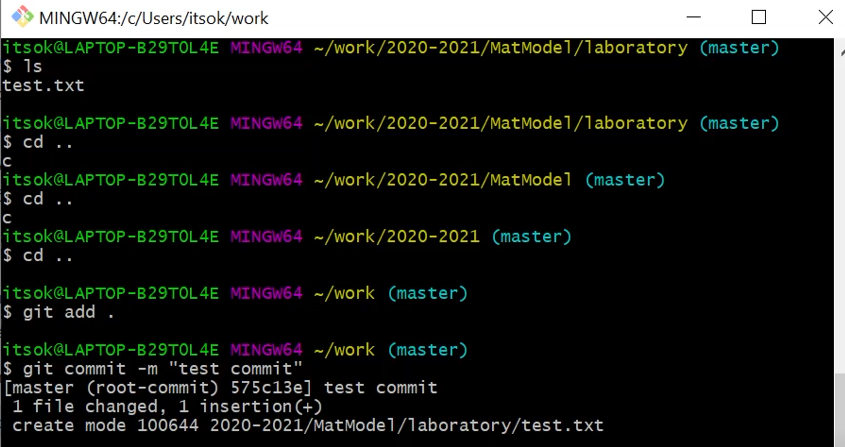 MINGW64:/c/Users/itsok/work
itsok@LAPTOP-B29T0L4E MINGW64 ~/work/2020-2021/MatModel/laboratory (master)
$ ls
test.txt
itsok@LAPTOP-B29T0L4E MINGW64 ~/work/2020-2021/MatModel/laboratory (master)
$ cd ..
c
itsok@LAPTOP-B29T0L4E MINGW64 ~/work/2020-2021/MatModel (master)
$ cd ..
c
itsok@LAPTOP-B29T0L4E MINGW64 ~/work/2020-2021 (master)
$ cd ..
itsok@LAPTOP-B29T0L4E MINGW64 ~/work (master)
$ git add .
itsok@LAPTOP-B29T0L4E MINGW64 ~/work (master)
$ git commit -m "test commit"
[master (root-commit) 575c13e] test commit
 1 file changed, 1 insertion(+)
 create mode 100644 2020-2021/MatModel/laboratory/test.txt